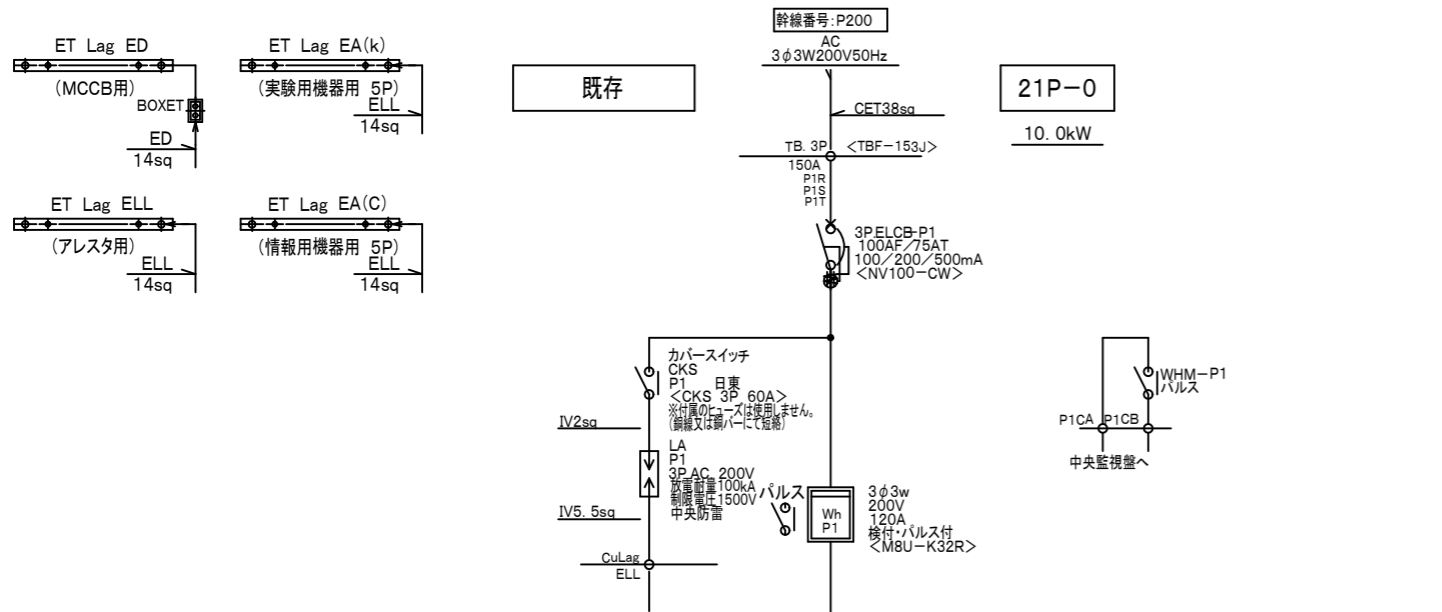 ET Lag ED
(MCCB用)
BOXET
ED
14sq
ET Lag EA(k)
(実験用機器用 5P)
ELL
14sq
ET Lag ELL
(アレスタ用)
ELL
14sq
ET Lag EA(C)
(情報用機器用 5P)
ELL
14sq
既存
幹線番号:P200
AC
3φ3W200V50Hz
CET38sq
TB. 3P <TBF-153J>
150A
P1R
P1S
P1T
3P.ELCB-P1
100AF/75AT
100/200/500mA
<NV100-CW>
21P-0
10. 0kW
カバースイッチ
CKS
P1 日東
<CKS 3P 60A>
※付属のヒューズは使用しません。
(銅線又は銅バーにて短絡)
IV2sq
LA
P1
3P.AC 200V
放電耐量100kA
制限電圧1500V
中央防雷
IV5. 5sq
CuLag
ELL
パルス
Wh
P1
3φ3w
200V
120A
検付・パルス付
<M8U-K32R>
WHM-P1
パルス
P1CA P1CB
中央監視盤へ